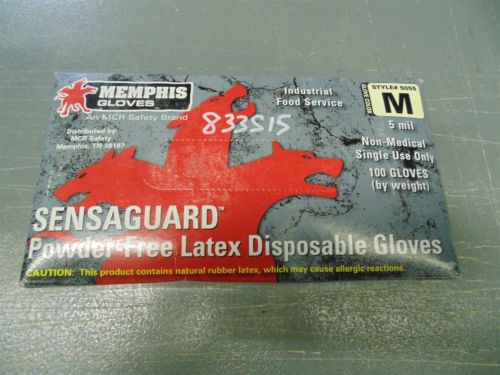 MEMPHIS
GLOVES
An MCR Safety Brand
Distributed by
MCR Safety
Memphis, TN 38187
833515
Industrial
Food Service
STYLE# 5055
M
5 mil
Non-Medical
Single Use Only
100 GLOVES
(by weight)
SENSAGUARD™
Powder-Free Latex Disposable Gloves
CAUTION: This product contains natural rubber latex, which may cause allergic reactions.